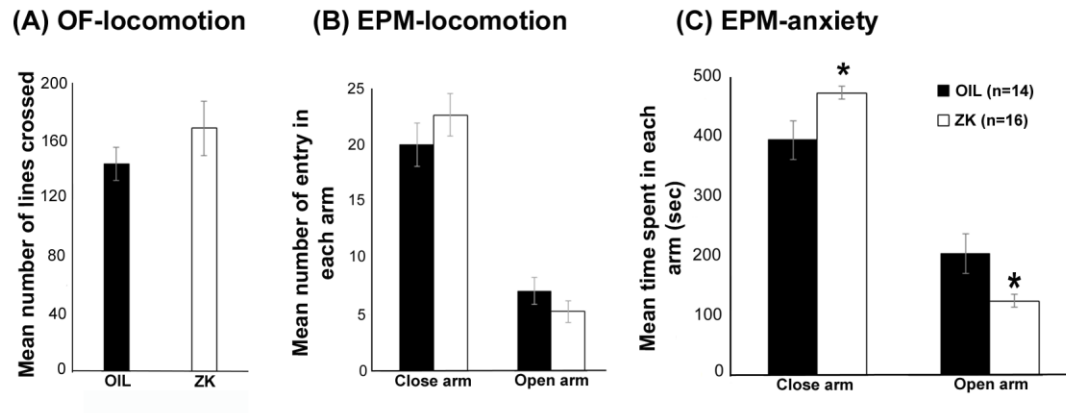 (A) OF-locomotion
Mean number of lines crossed
200
160
120
80
40
0
OIL ZK
(B) EPM-locomotion
Mean number of entry in
each arm
25
20
15
10
5
0
Close arm Open arm
(C) EPM-anxiety
Mean time spent in each
arm (sec)
500
400
300
200
100
0
*
*
OIL (n=14)
ZK (n=16)
Close arm Open arm